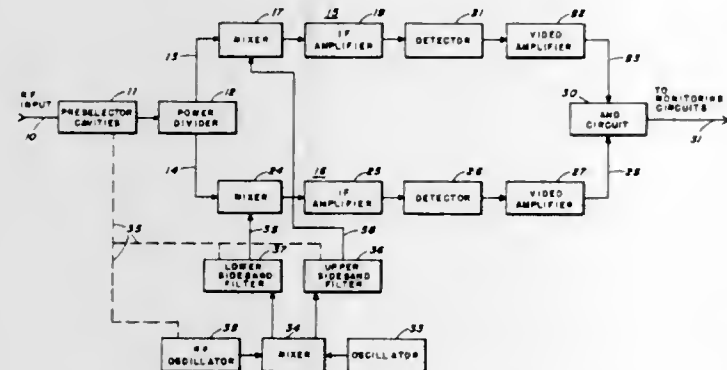 17
15
19
21
22
MIXER
IF
AMPLIFIER
DETECTOR
VIDEO
AMPLIFIER
13
23
RF
INPUT
11
12
30
TO
MONITORING
CIRCUITS
PRESELECTOR
CAVITIES
POWER
DIVIDER
AND
CIRCUIT
10
31
14
24
16
25
26
27
28
MIXER
IF
AMPLIFIER
DETECTOR
VIDEO
AMPLIFIER
35
37
36
LOWER
SIDEBAND
FILTER
UPPER
SIDEBAND
FILTER
34
33
OSCILLATOR
MIXER
OSCILLATOR